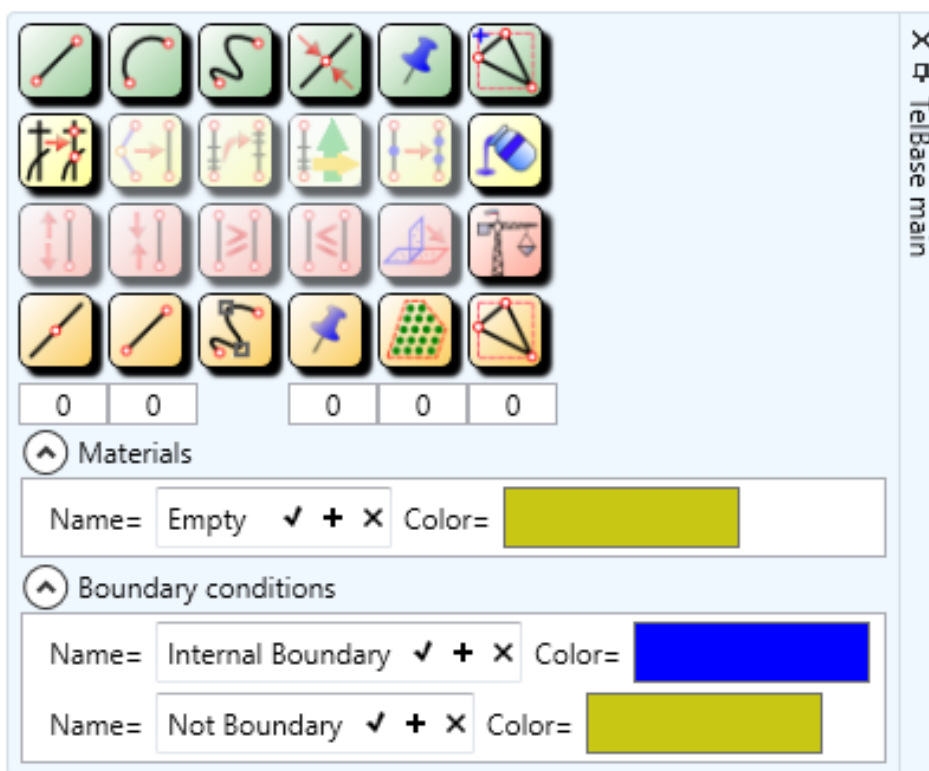 TelBase main
0 0 0 0 0
Materials
Name= Empty Color=
Boundary conditions
Name= Internal Boundary Color=
Name= Not Boundary Color=